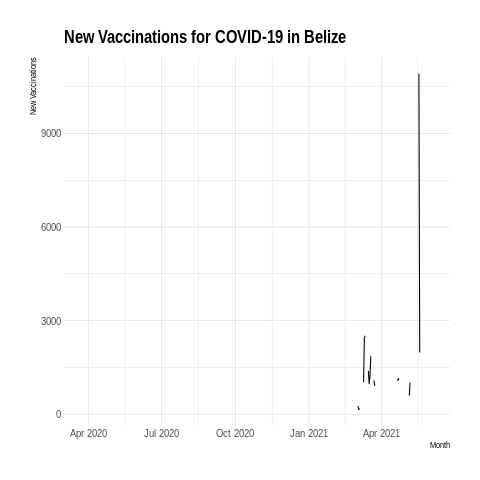 New Vaccinations for COVID-19 in Belize
New Vaccinations
9000
6000
3000
0
Apr 2020 Jul 2020 Oct 2020 Jan 2021 Apr 2021
Month